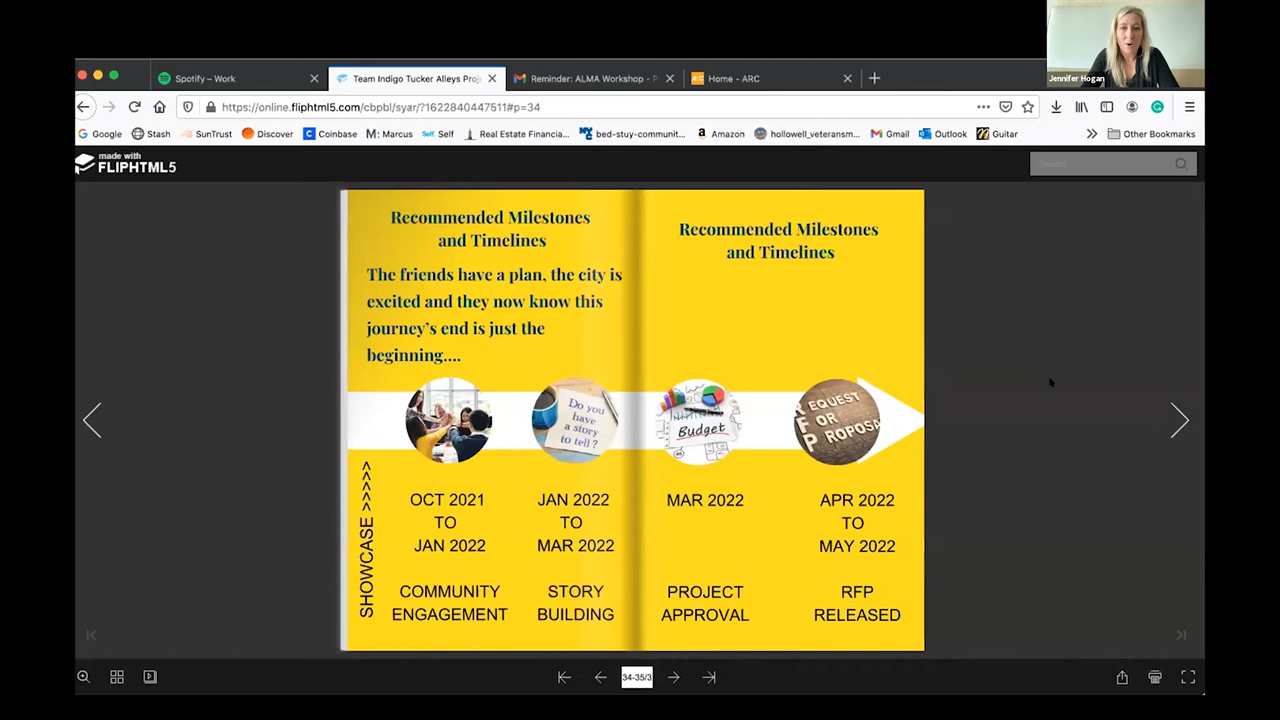 Jennifer Hogan
Spotify – Work
Team Indigo Tucker Alleys Proj
Reminder: ALMA Workshop - P
Home - ARC
https://online.fliphtml5.com/cbpbl/syar/?1622840447511#p=34
Google
Stash
SunTrust
Discover
Coinbase
Marcus
Self
Real Estate Financia...
bed-stuy-communit...
Amazon
hollowell_veteransm...
Gmail
Outlook
Guitar
Other Bookmarks
made with
FLIPHTML5
Recommended Milestones
and Timelines
The friends have a plan, the city is
excited and they now know this
journey's end is just the
beginning....
Recommended Milestones
and Timelines
Do you
have
a story
to tell?
Budget
REQUEST
FOR
PROPOSA
SHOWCASE >>>>>
OCT 2021
TO
JAN 2022
COMMUNITY
ENGAGEMENT
JAN 2022
TO
MAR 2022
STORY
BUILDING
MAR 2022
PROJECT
APPROVAL
APR 2022
TO
MAY 2022
RFP
RELEASED
34-35/3